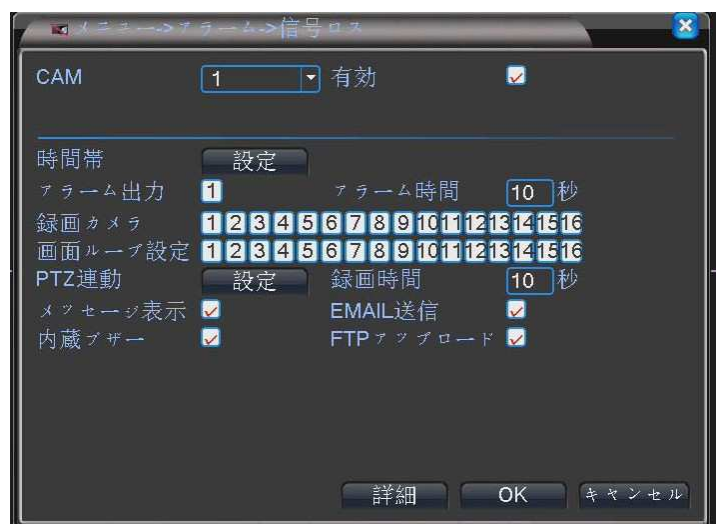 メニュー->アラーム->信号ロス
CAM 1 有効
時間帯 設定
アラーム出力 1 アラーム時間 10 秒
録画カメラ 1 2 3 4 5 6 7 8 9 10 11 12 13 14 15 16
画面ループ設定 1 2 3 4 5 6 7 8 9 10 11 12 13 14 15 16
PTZ連動 設定 録画時間 10 秒
メッセージ表示 EMAIL送信
内蔵ブザー FTPアップロード
詳細 OK キャンセル